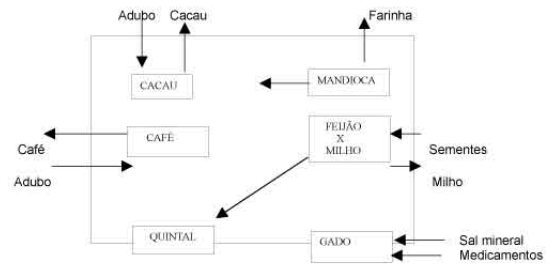 Adubo
Cacau
Farinha
CACAU
MANDIOCA
CAFÉ
FEIJÃO
X
MILHO
Café
Adubo
Sementes
Milho
QUINTAL
GADO
Sal mineral
Medicamentos